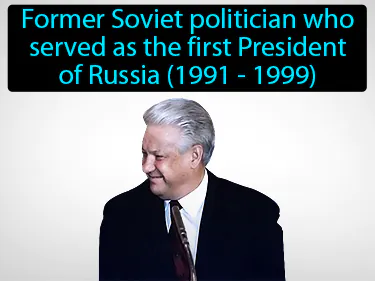 Former Soviet politician who
served as the first President
of Russia (1991 - 1999)